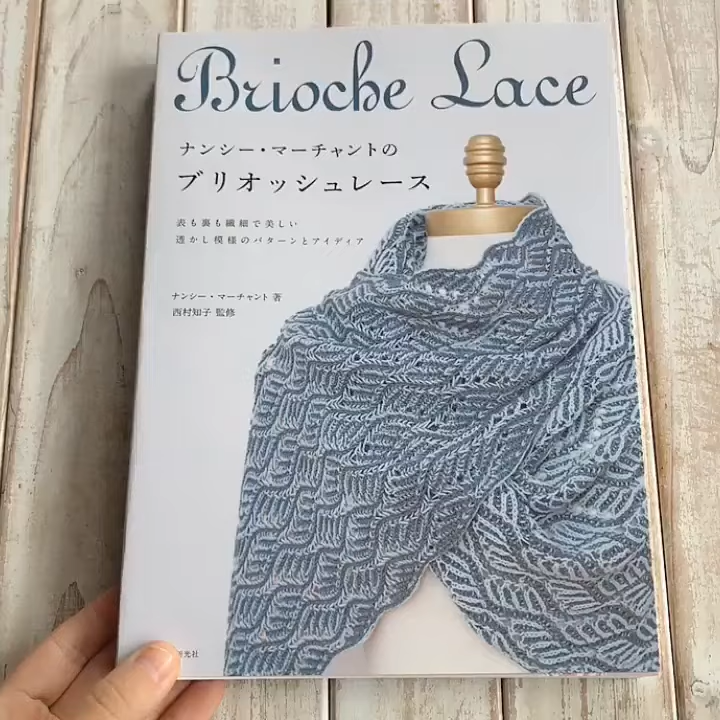 Brioche Lace
ナンシー・マーチャントの
ブリオッシュレース
表も裏も繊細で美しい
透かし模様のパターンとアイディア
ナンシー・マーチャント 著
西村知子 監修
光社